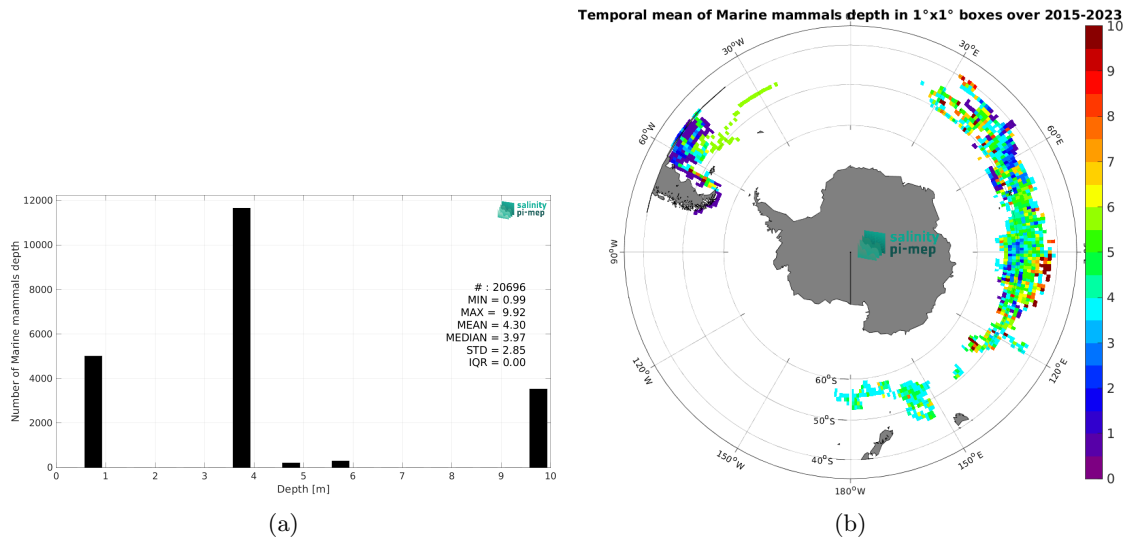 12000
10000
8000
6000
4000
2000
0
Number of Marine mammals depth
salinity
pi-mep
# : 20696
MIN = 0.99
MAX = 9.92
MEAN = 4.30
MEDIAN = 3.97
STD = 2.85
IQR = 0.00
0 1 2 3 4 5 6 7 8 9 10
Depth [m]
(a)
Temporal mean of Marine mammals depth in 1°x1° boxes over 2015-2023
30°W
30°E
60°W
60°E
90°W
salinity
pi-mep
120°W
120°E
150°W
150°E
180°W
60°S
50°S
40°S
10
9
8
7
6
5
4
3
2
1
0
(b)